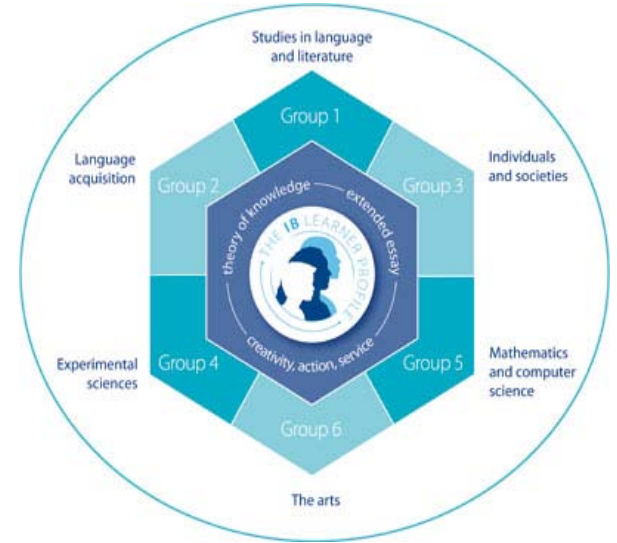 Studies in language
and literature
Group 1
Language
acquisition
Group 2
Group 3
Individuals
and societies
theory of knowledge
extended essay
THE IB LEARNER PROFILE
creativity, action, service
Experimental
sciences
Group 4
Group 5
Mathematics
and computer
science
Group 6
The arts